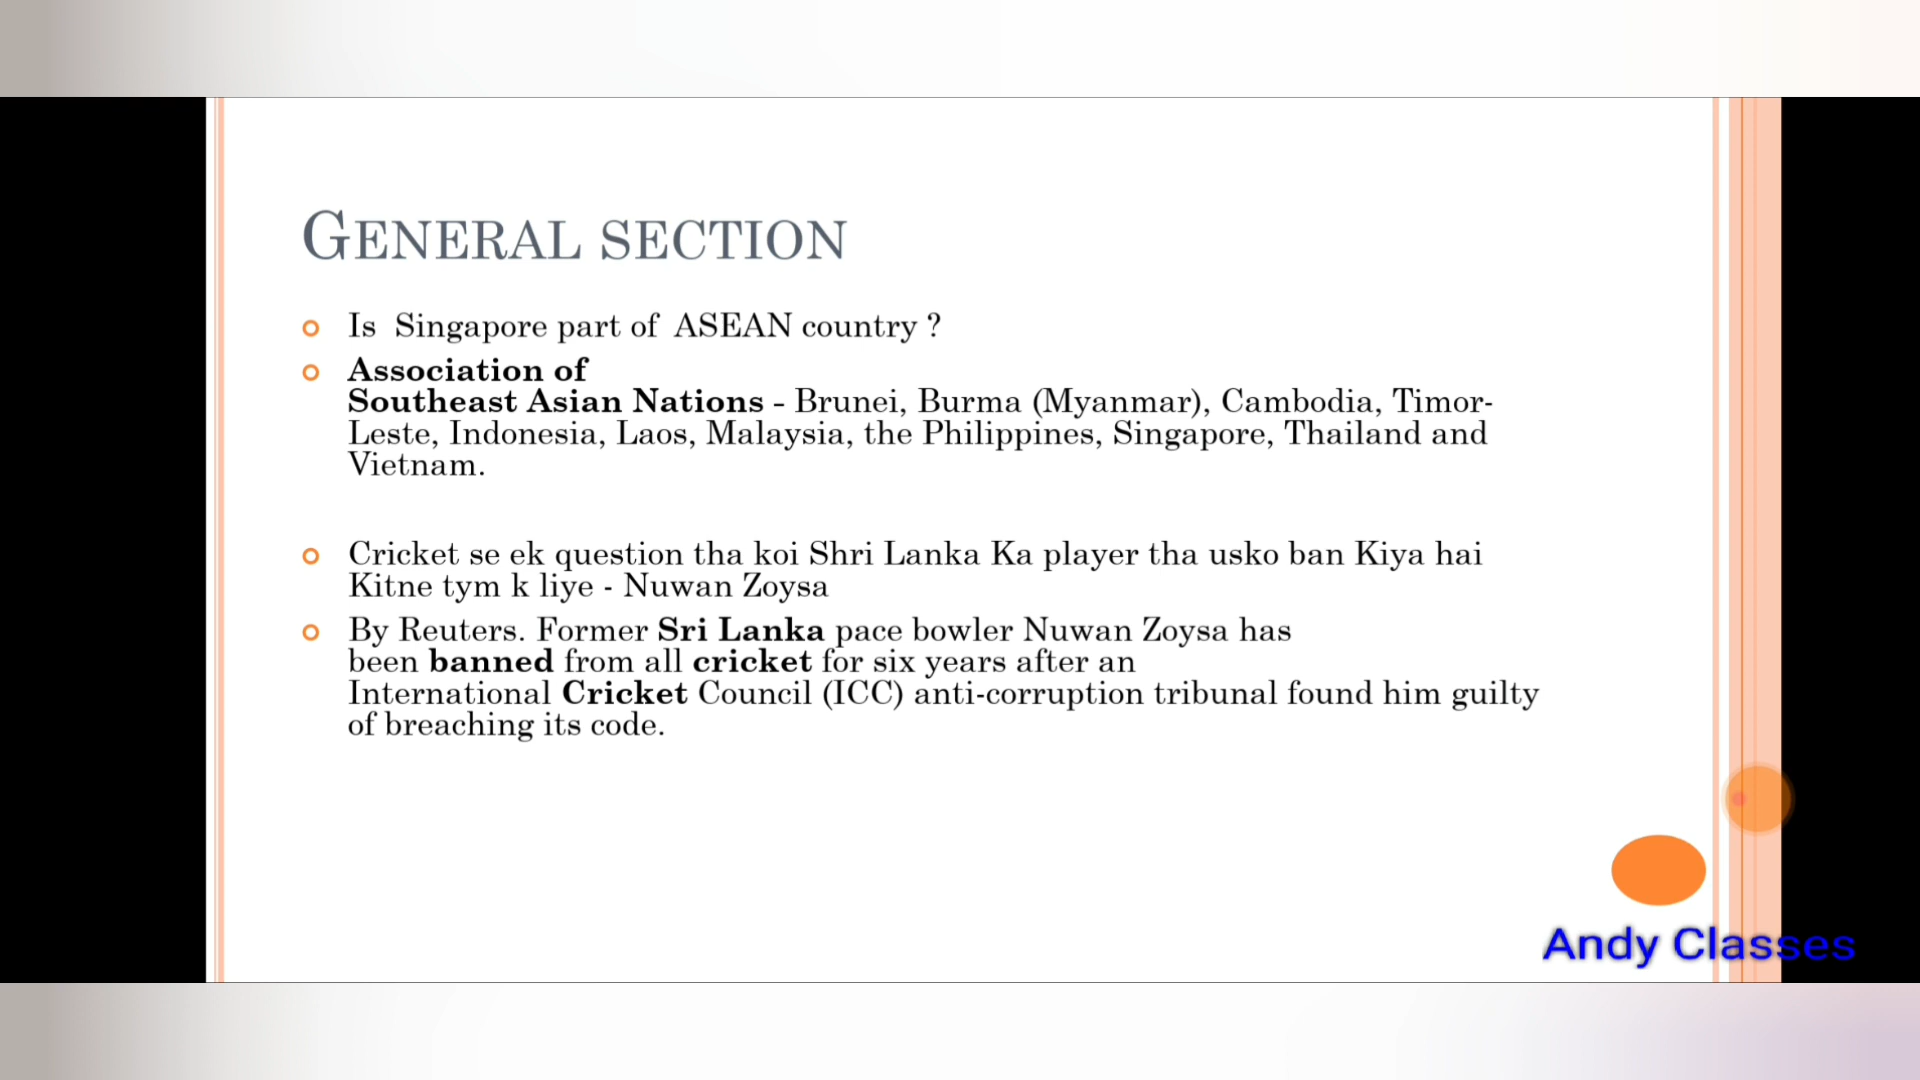 GENERAL SECTION
Is Singapore part of ASEAN country ?
Association of
Southeast Asian Nations - Brunei, Burma (Myanmar), Cambodia, Timor-
Leste, Indonesia, Laos, Malaysia, the Philippines, Singapore, Thailand and
Vietnam.
Cricket se ek question tha koi Shri Lanka Ka player tha usko ban Kiya hai
Kitne tym k liye - Nuwan Zoysa
By Reuters. Former Sri Lanka pace bowler Nuwan Zoysa has
been banned from all cricket for six years after an
International Cricket Council (ICC) anti-corruption tribunal found him guilty
of breaching its code.
Andy Classes